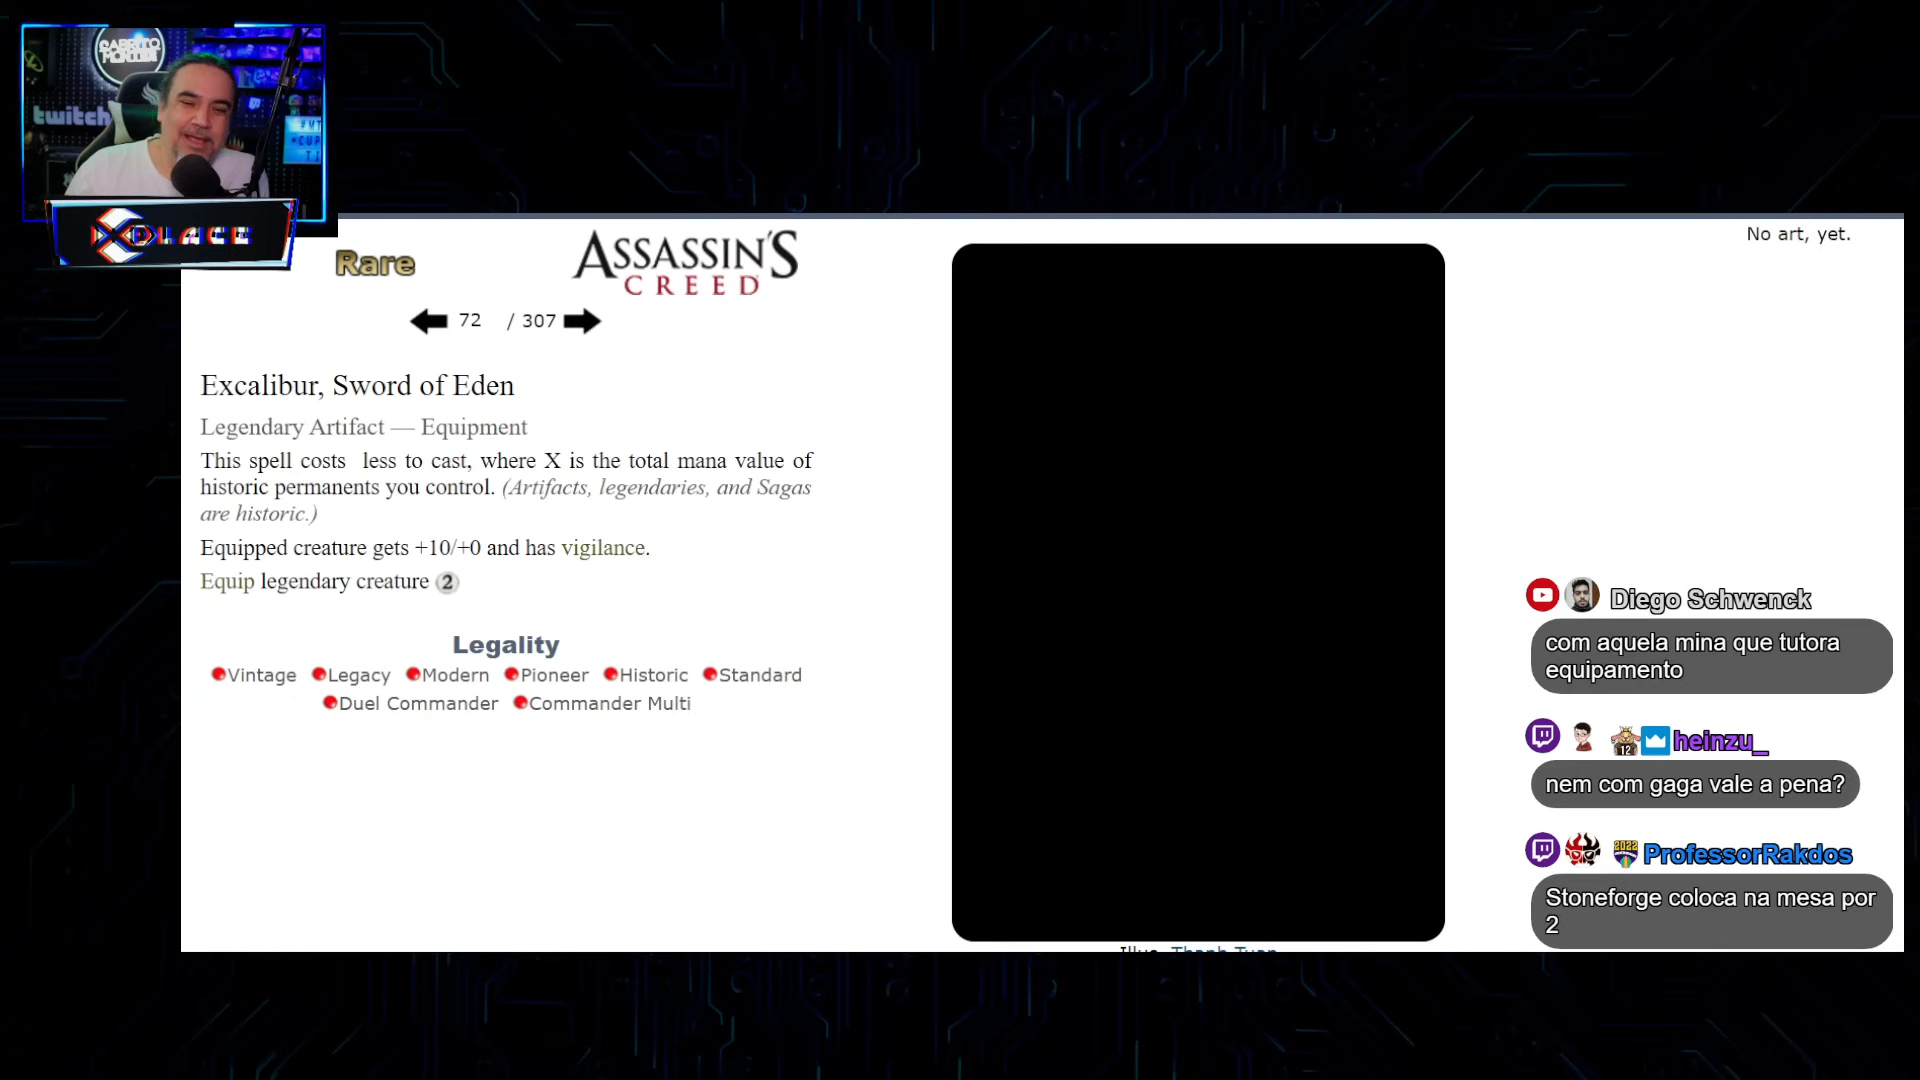 twitch
Rare
ASSASSIN'S
CREED
72 / 307
No art, yet.
Excalibur, Sword of Eden
Legendary Artifact — Equipment
This spell costs less to cast, where X is the total mana value of
historic permanents you control. (Artifacts, legendaries, and Sagas
are historic.)
Equipped creature gets +10/+0 and has vigilance.
Equip legendary creature 2
Legality
Vintage Legacy Modern Pioneer Historic Standard
Duel Commander Commander Multi
Diego Schwenck
com aquela mina que tutora
equipamento
12 heinzu_
nem com gaga vale a pena?
2022 ProfessorRakdos
Stoneforge coloca na mesa por
2